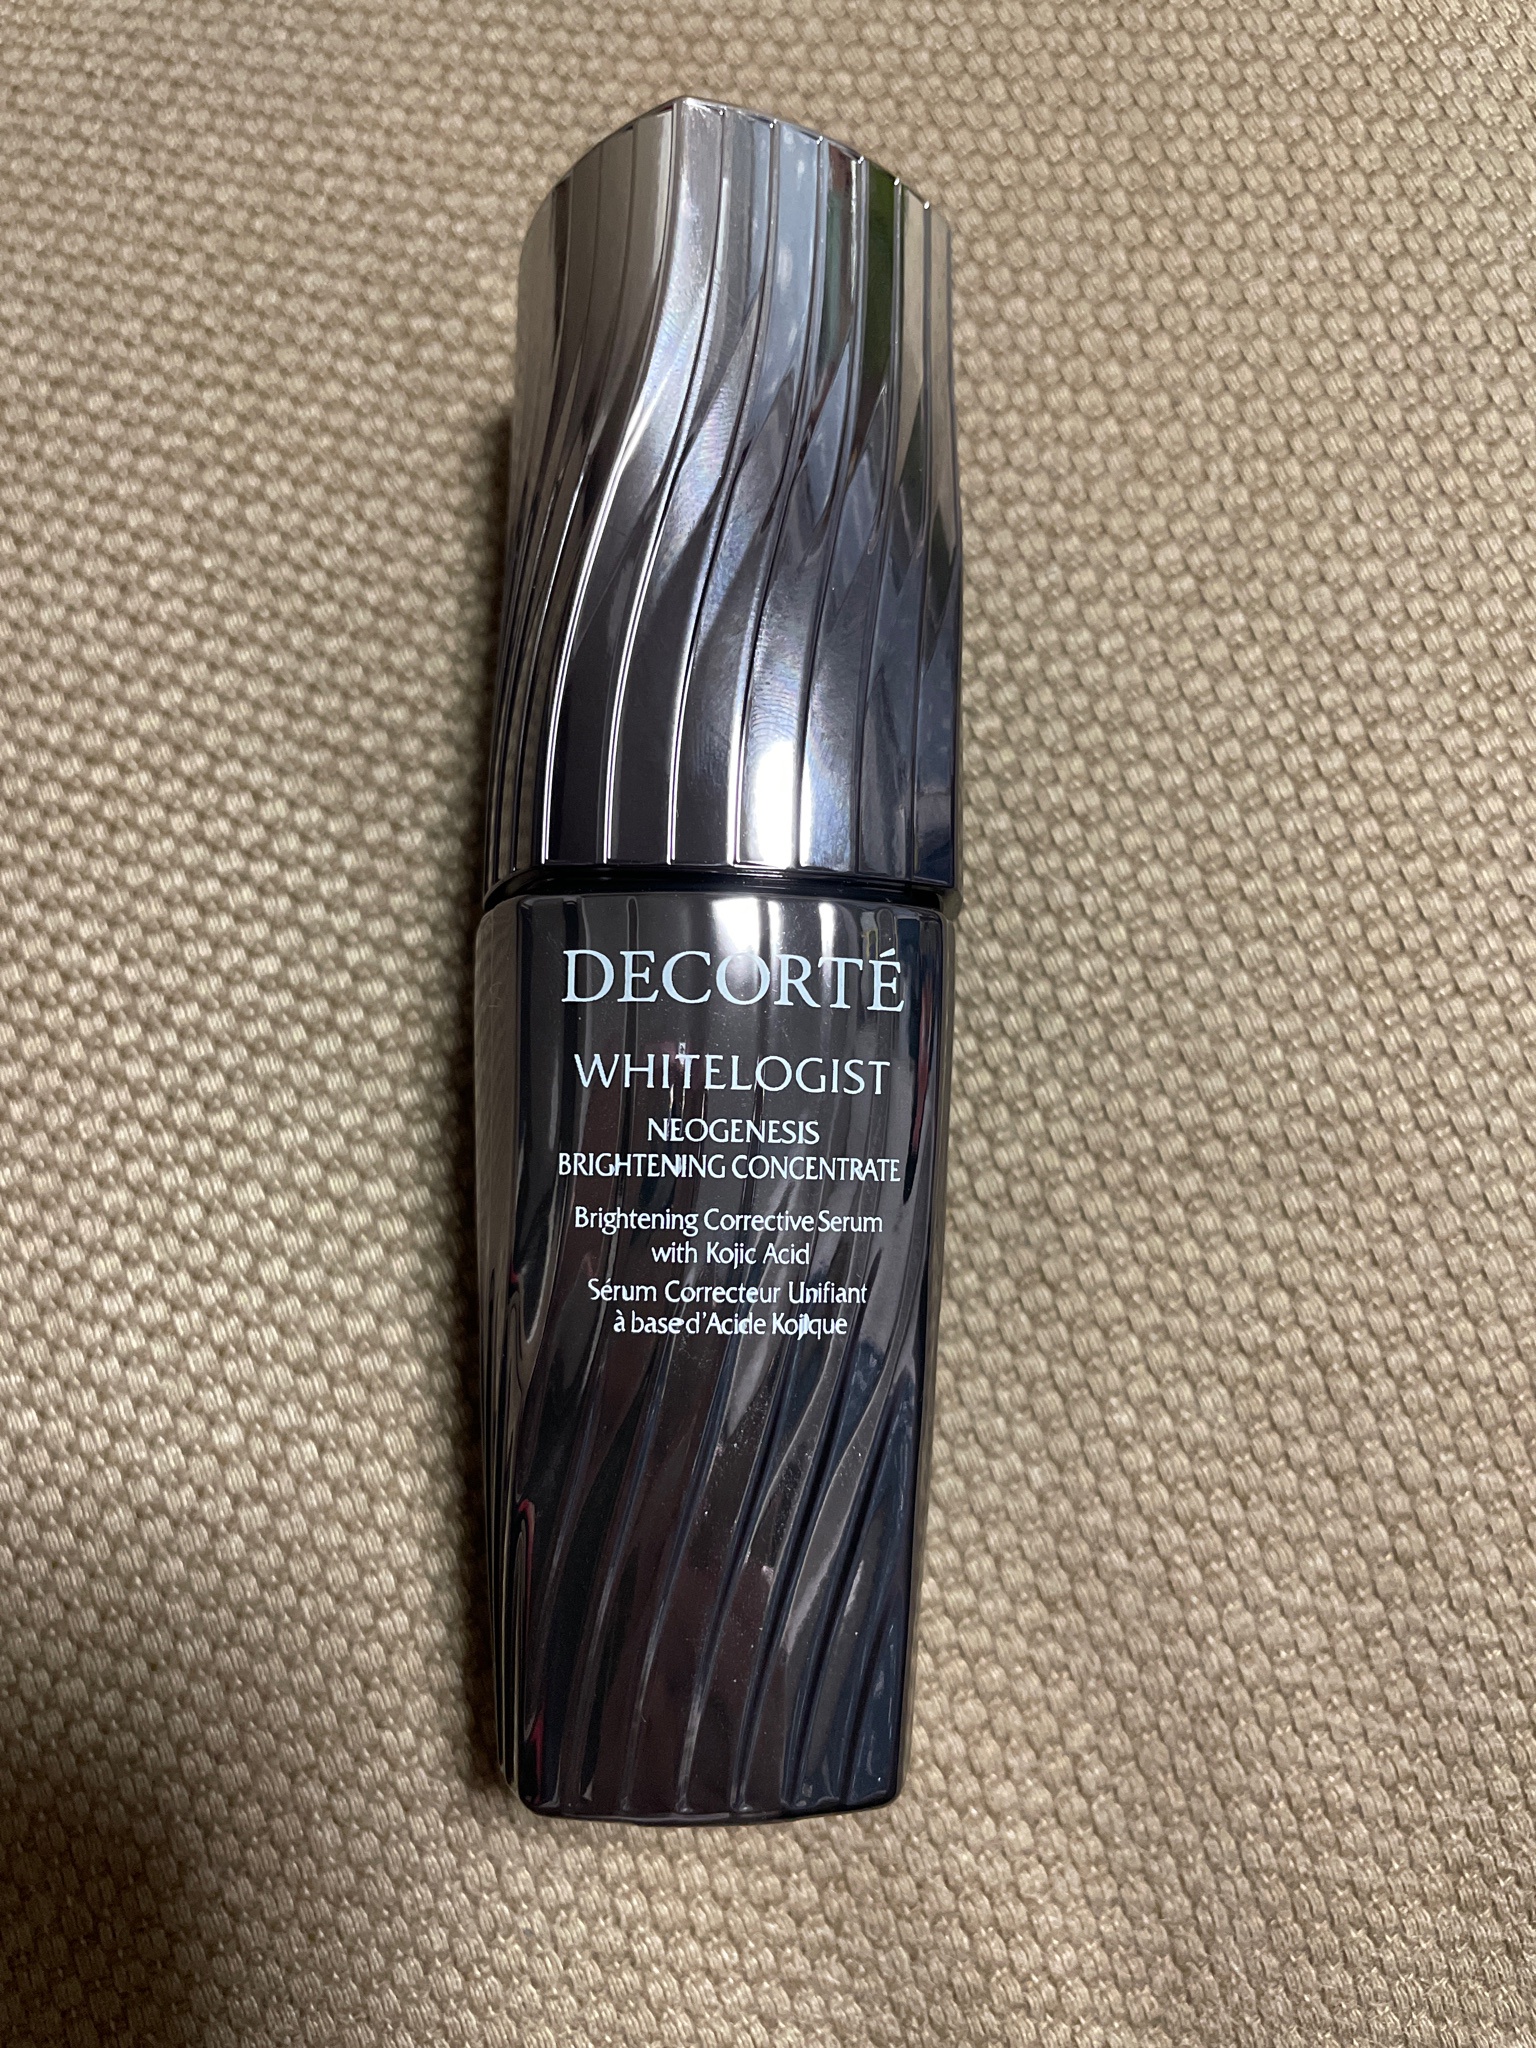 DECORTÉ
WHITELOGIST
NEOGENESIS
BRIGHTENING CONCENTRATE
Brightening Corrective Serum
with Kojic Acid
Sérum Correcteur Unifiant
à base d'Acide Kojique